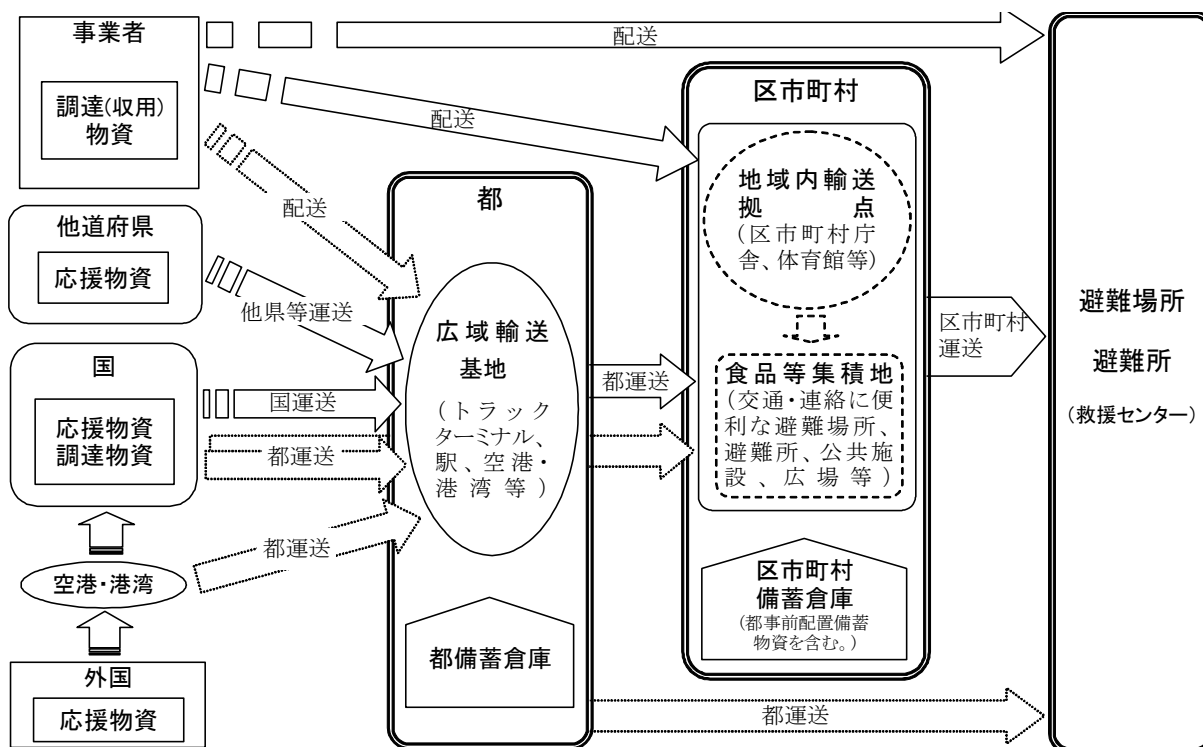 事業者
調達(収用)
物資
他道府県
応援物資
国
応援物資
調達物資
空港・港湾
外国
応援物資
配送
配送
配送
他県等運送
国運送
都運送
都運送
都
広域輸送
基地
(トラック
ターミナル、
駅、空港・
港湾等)
都備蓄倉庫
都運送
都運送
区市町村
地域内輸送
拠点
(区市町村庁
舎、体育館等)
食品等集積地
(交通・連絡に便
利な避難場所、
避難所、公共施
設、広場等)
区市町村
備蓄倉庫
(都事前配置備蓄
物資を含む。)
区市町村
運送
避難場所
避難所
(救援センター)